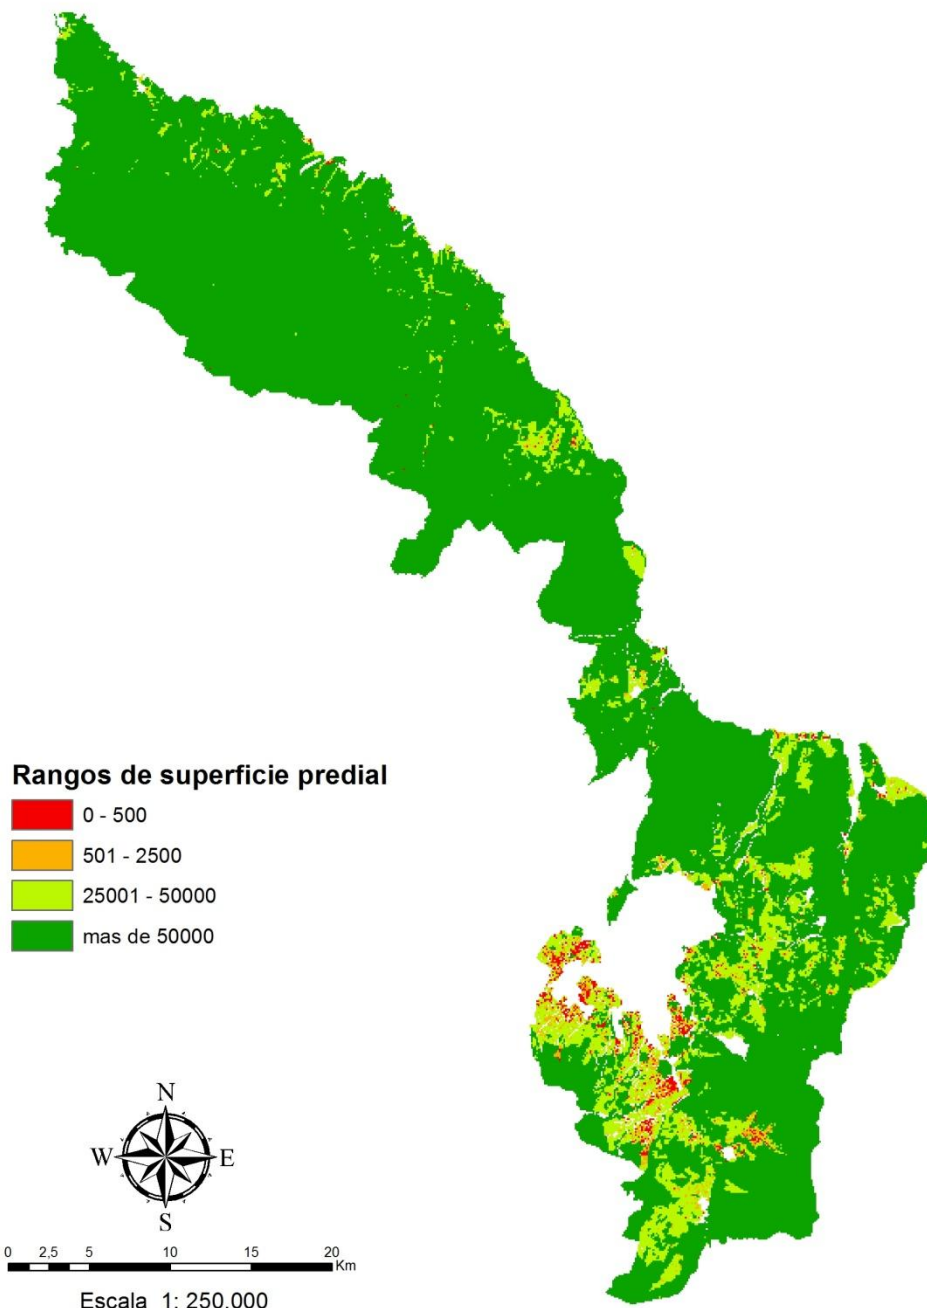 Rangos de superficie predial
0 - 500
501 - 2500
25001 - 50000
mas de 50000
N
W E
S
0 2,5 5 10 15 20
Km
Escala 1: 250.000